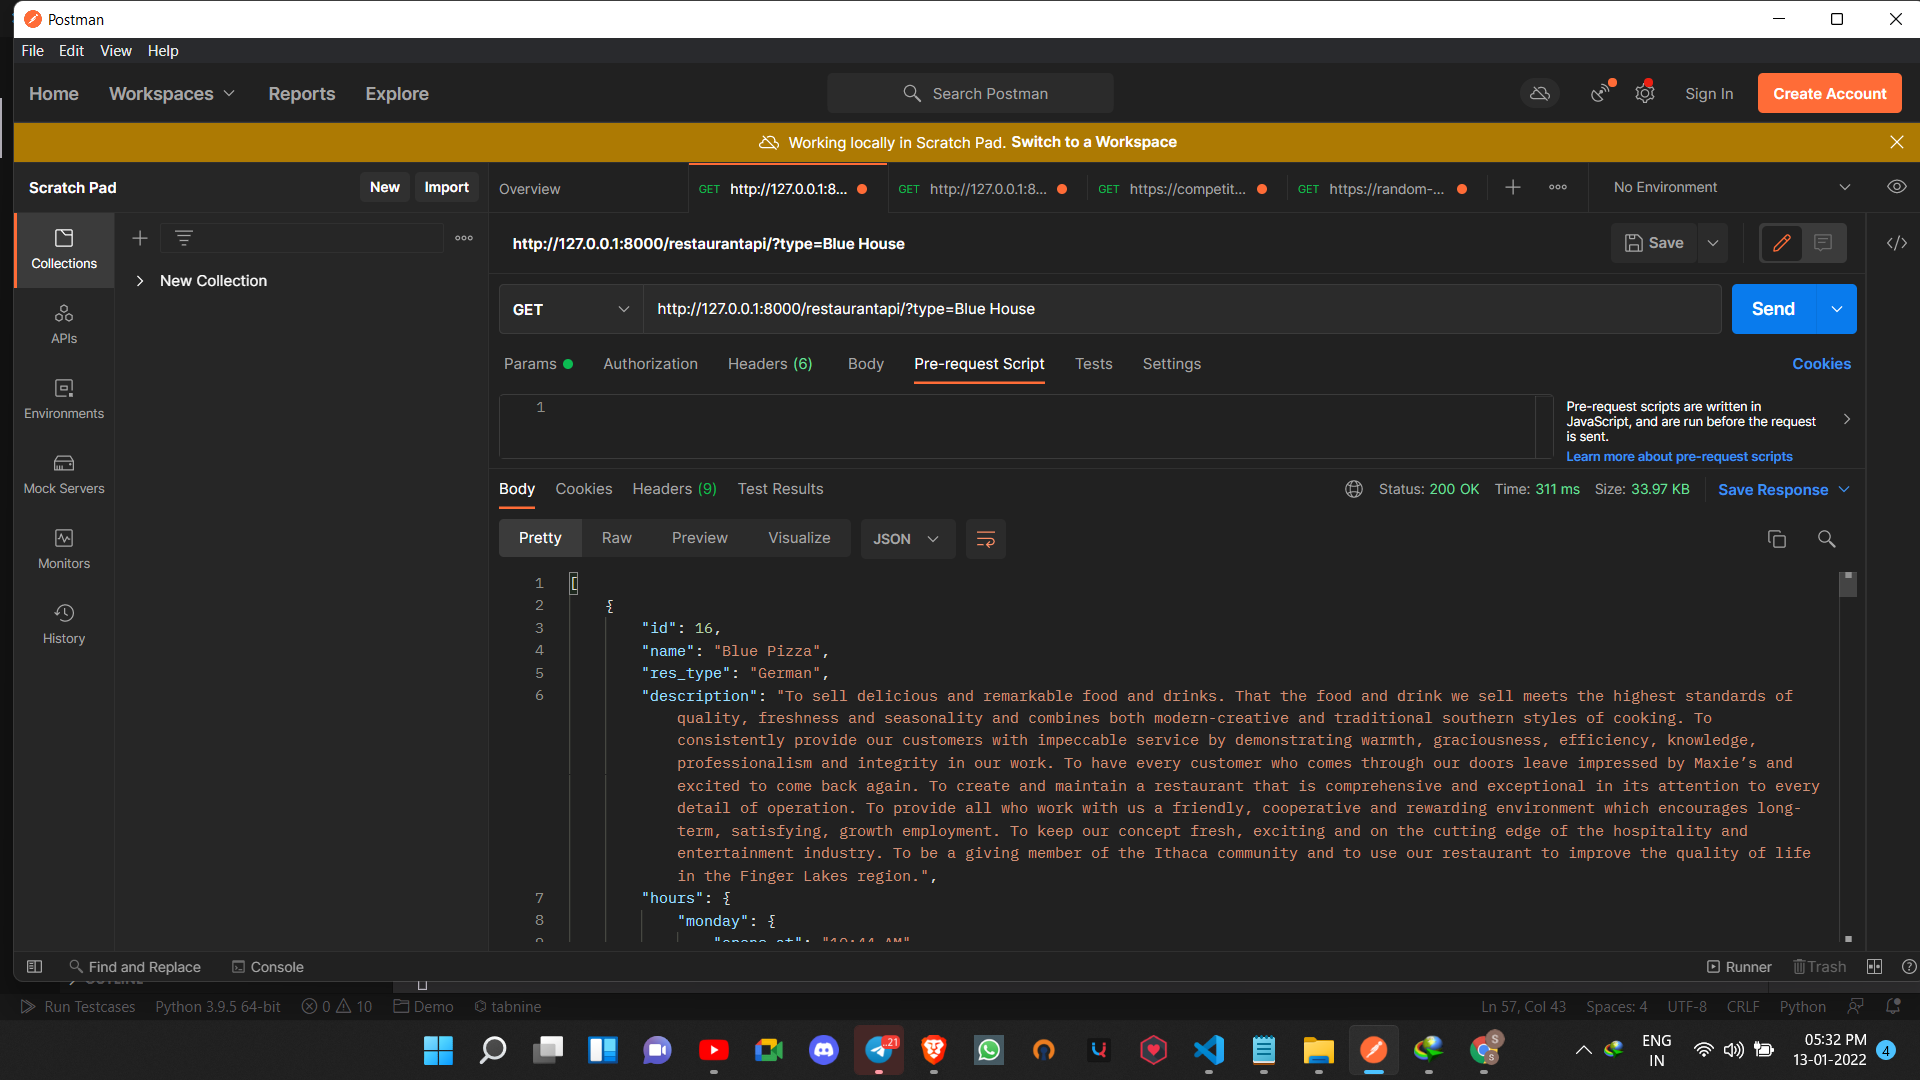 Postman
File Edit View Help
Home Workspaces Reports Explore Search Postman Sign In Create Account
Working locally in Scratch Pad. Switch to a Workspace
Scratch Pad New Import Overview GET http://127.0.0.1:8... GET http://127.0.0.1:8... GET https://competit... GET https://random-... No Environment
Collections
APIs
Environments
Mock Servers
Monitors
History
New Collection
http://127.0.0.1:8000/restaurantapi/?type=Blue House Save
GET http://127.0.0.1:8000/restaurantapi/?type=Blue House Send
Params Authorization Headers (6) Body Pre-request Script Tests Settings Cookies
1
Pre-request scripts are written in
JavaScript, and are run before the request
is sent.
Learn more about pre-request scripts
Body Cookies Headers (9) Test Results Status: 200 OK Time: 311 ms Size: 33.97 KB Save Response
Pretty Raw Preview Visualize JSON
1 [
2 {
3 "id": 16,
4 "name": "Blue Pizza",
5 "res_type": "German",
6 "description": "To sell delicious and remarkable food and drinks. That the food and drink we sell meets the highest standards of
quality, freshness and seasonality and combines both modern-creative and traditional southern styles of cooking. To
consistently provide our customers with impeccable service by demonstrating warmth, graciousness, efficiency, knowledge,
professionalism and integrity in our work. To have every customer who comes through our doors leave impressed by Maxie’s and
excited to come back again. To create and maintain a restaurant that is comprehensive and exceptional in its attention to every
detail of operation. To provide all who work with us a friendly, cooperative and rewarding environment which encourages long-
term, satisfying, growth employment. To keep our concept fresh, exciting and on the cutting edge of the hospitality and
entertainment industry. To be a giving member of the Ithaca community and to use our restaurant to improve the quality of life
in the Finger Lakes region.",
7 "hours": {
8 "monday": {
Find and Replace Console Runner Trash
OUTLINE
Run Testcases Python 3.9.5 64-bit 0 10 Demo tabnine Ln 57, Col 43 Spaces: 4 UTF-8 CRLF Python
..21 S S ENG
IN
05:32 PM
13-01-2022 4